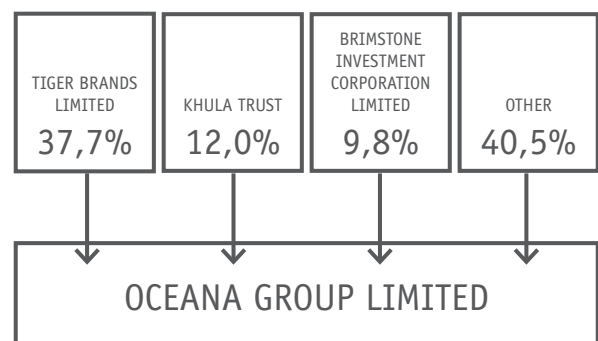 TIGER BRANDS
LIMITED
37,7%
KHULA TRUST
12,0%
BRIMSTONE
INVESTMENT
CORPORATION
LIMITED
9,8%
OTHER
40,5%
OCEANA GROUP LIMITED